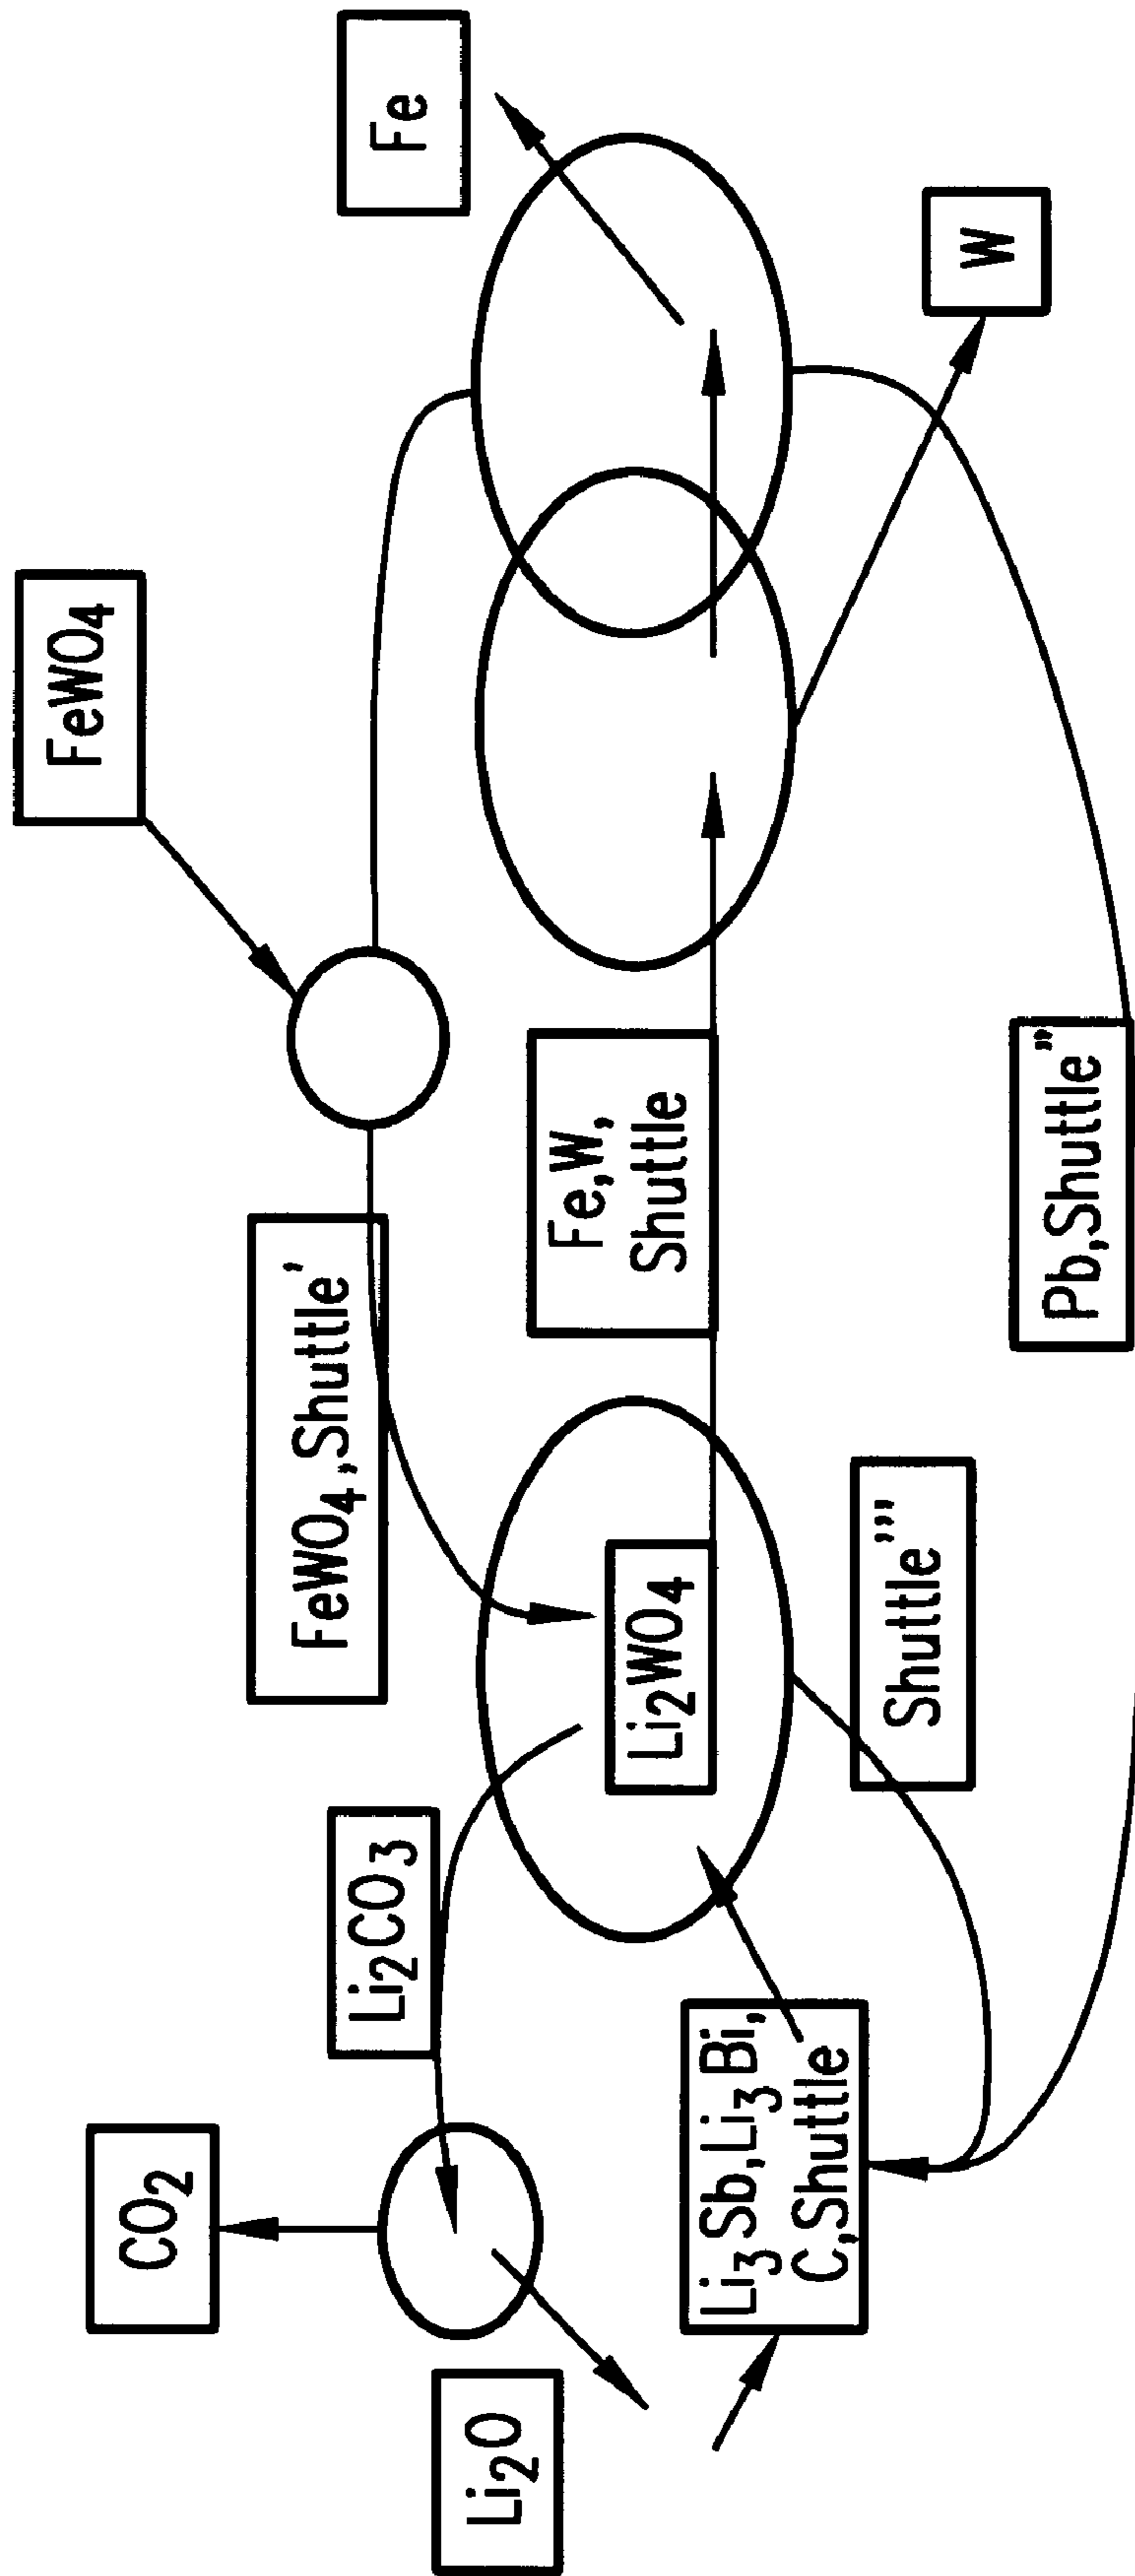 CO₂
Li₂O
Li₂CO₃
Li₃Sb,Li₃Bi,
C,Shuttle
FeWO₄,Shuttle'
Li₂WO₄
Shuttle'''
FeWO₄
Fe,W,
Shuttle
Pb,Shuttle"
Fe
W